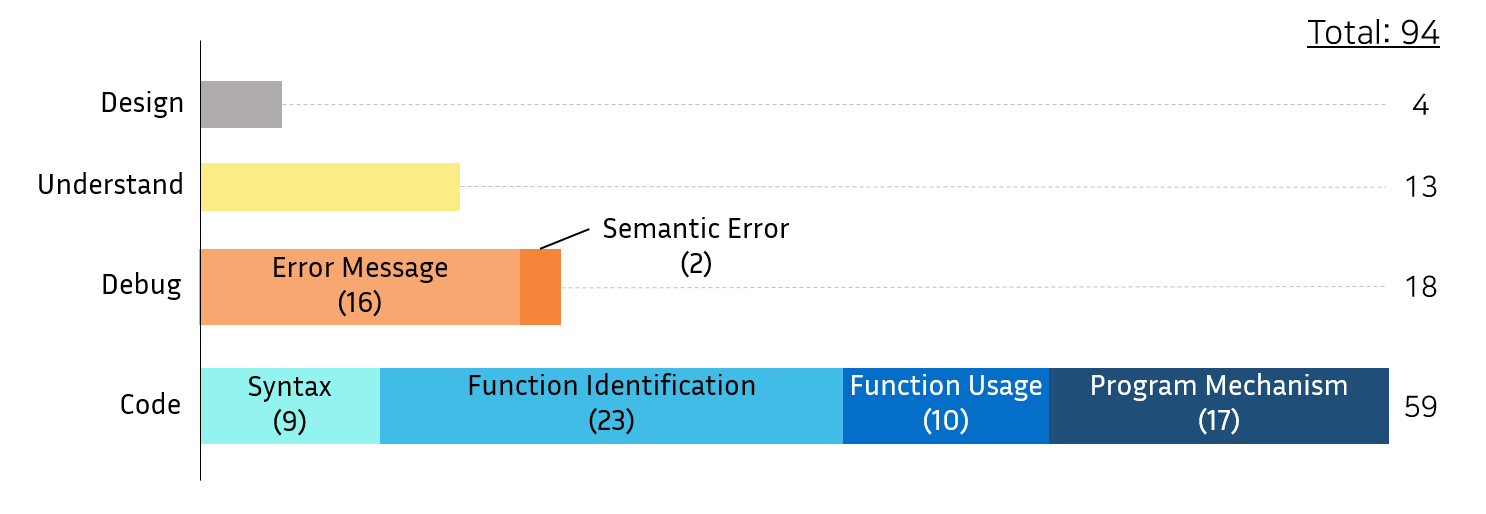 Total: 94
Design 4
Understand 13
Semantic Error
(2)
Debug Error Message 18
(16)
Code Syntax Function Identification Function Usage Program Mechanism 59
(9) (23) (10) (17)